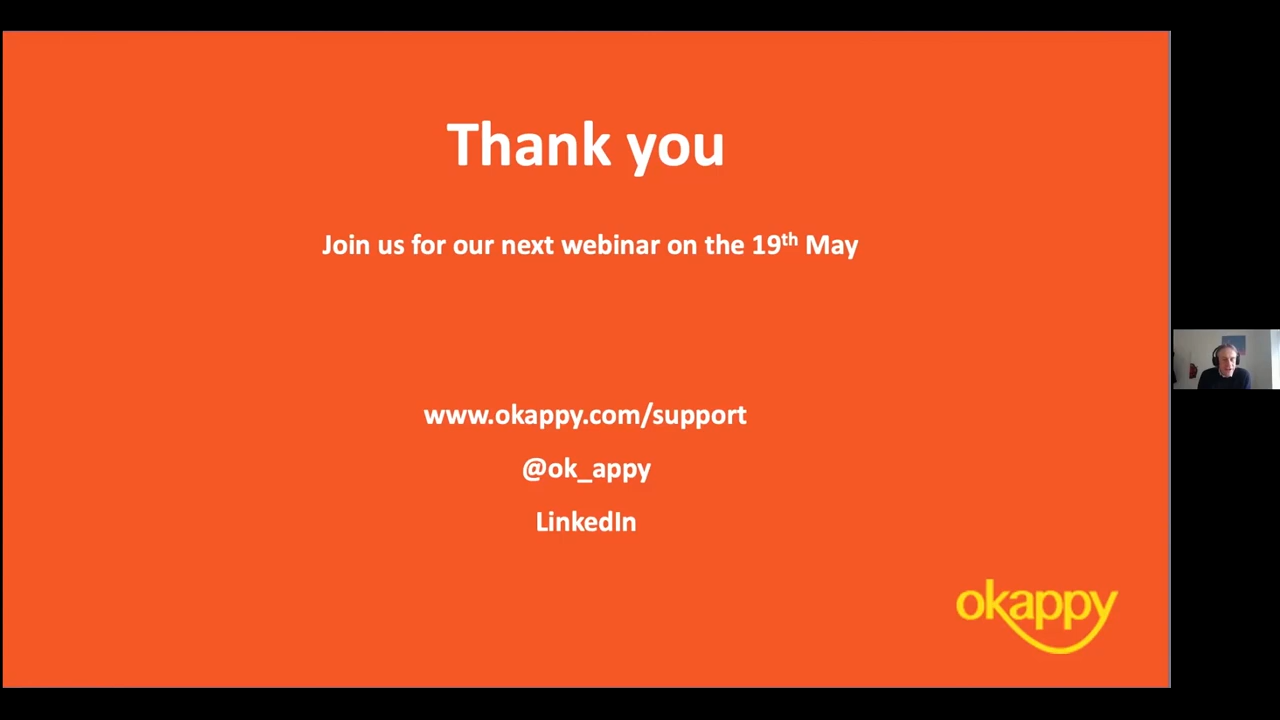 Thank you
Join us for our next webinar on the 19th May
www.okappy.com/support
@ok_appy
LinkedIn
okappy